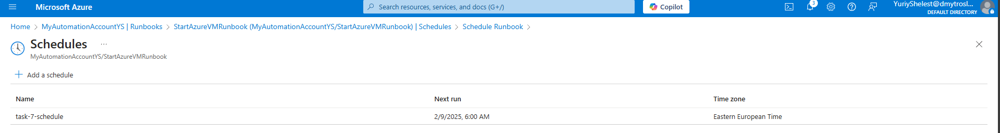 Microsoft Azure
Search resources, services, and docs (G+/)
Copilot
3
YuriyShelest@dmytrosl...
DEFAULT DIRECTORY
Home > MyAutomationAccountYS | Runbooks > StartAzureVMRunbook (MyAutomationAccountYS/StartAzureVMRunbook) | Schedules > Schedule Runbook >
Schedules ...
MyAutomationAccountYS/StartAzureVMRunbook
+ Add a schedule
Name Next run Time zone
task-7-schedule 2/9/2025, 6:00 AM Eastern European Time